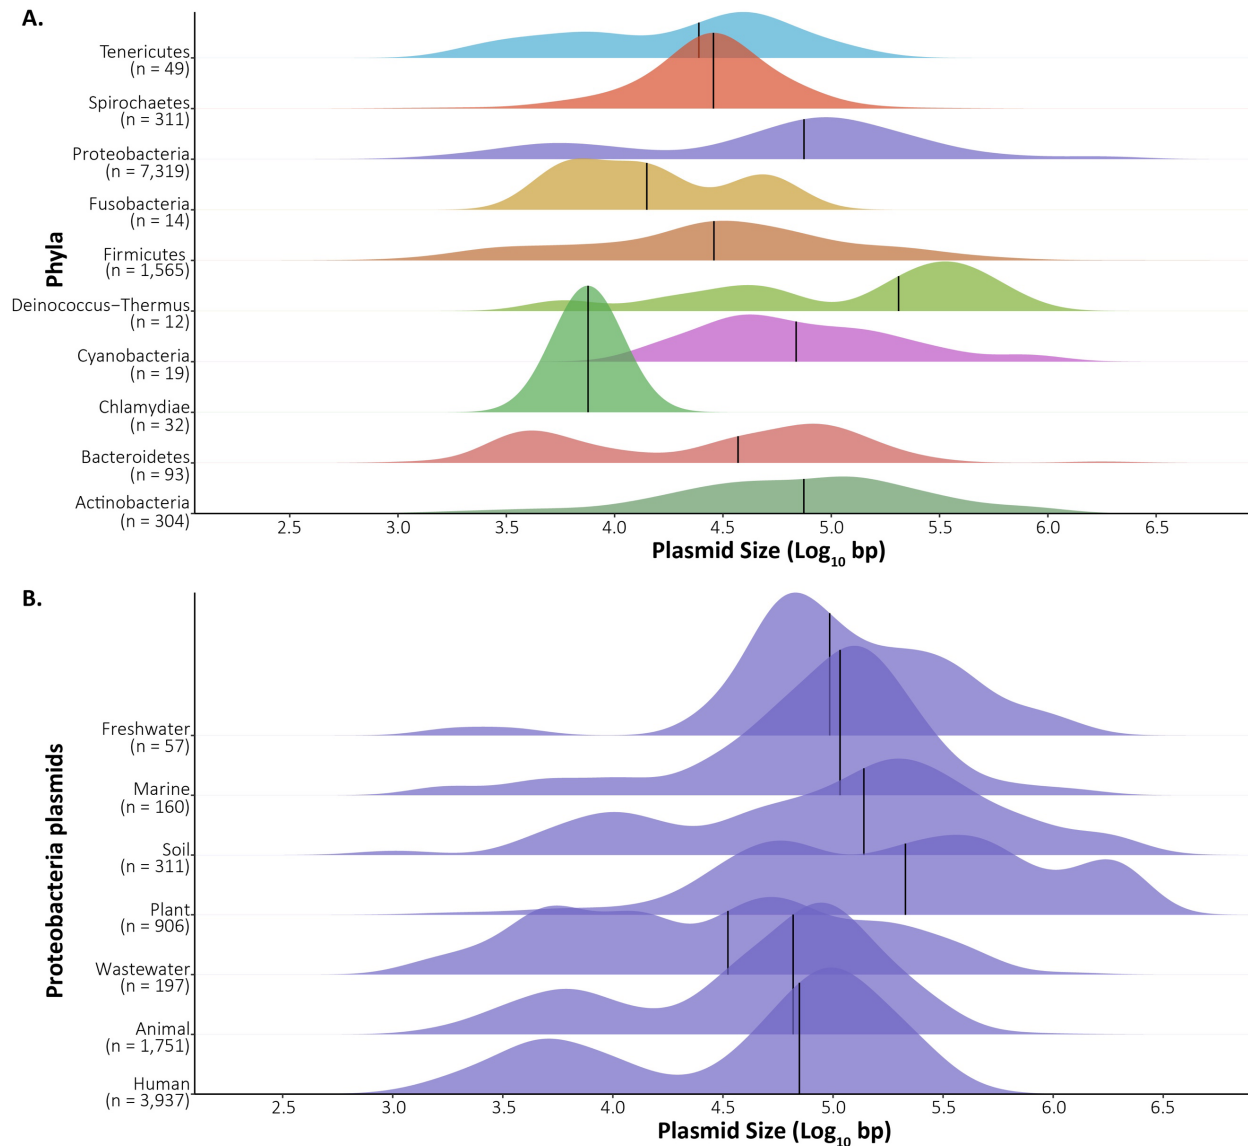 A.
Phyla
Tenericutes
(n = 49)
Spirochaetes
(n = 311)
Proteobacteria
(n = 7,319)
Fusobacteria
(n = 14)
Firmicutes
(n = 1,565)
Deinococcus−Thermus
(n = 12)
Cyanobacteria
(n = 19)
Chlamydiae
(n = 32)
Bacteroidetes
(n = 93)
Actinobacteria
(n = 304)
2.5 3.0 3.5 4.0 4.5 5.0 5.5 6.0 6.5
Plasmid Size (Log10 bp)
B.
Proteobacteria plasmids
Freshwater
(n = 57)
Marine
(n = 160)
Soil
(n = 311)
Plant
(n = 906)
Wastewater
(n = 197)
Animal
(n = 1,751)
Human
(n = 3,937)
2.5 3.0 3.5 4.0 4.5 5.0 5.5 6.0 6.5
Plasmid Size (Log10 bp)